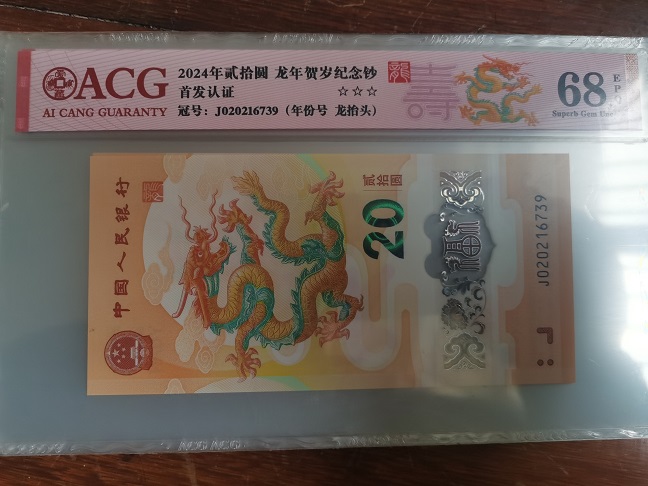 ACG
AI CANG GUARANTY
2024年贰拾圆 龙年贺岁纪念钞
首发认证 ☆☆☆
冠号: J020216739 (年份号 龙抬头)
壽
68
EPQ
Superb Gem Unc
中国人民银行
贰拾圆
20
J020216739